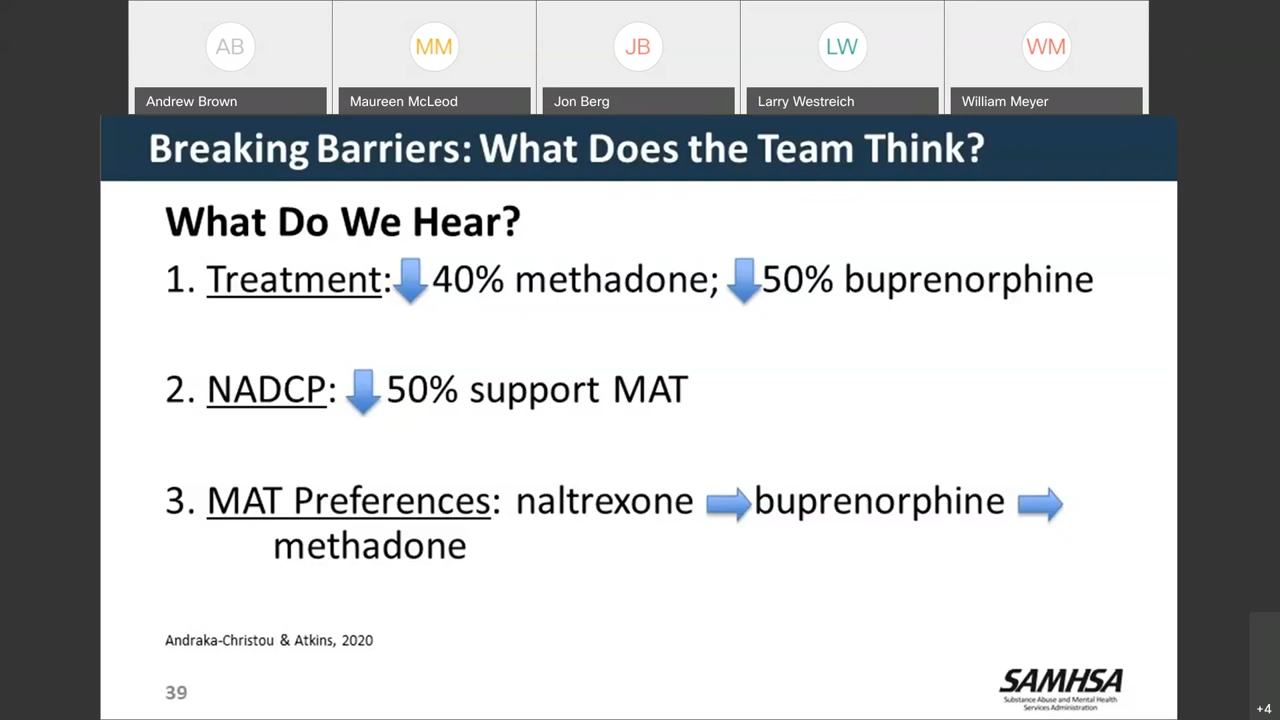 AB
MM
JB
LW
WM
Andrew Brown
Maureen McLeod
Jon Berg
Larry Westreich
William Meyer
Breaking Barriers: What Does the Team Think?
What Do We Hear?
1. Treatment: 40% methadone; 50% buprenorphine
2. NADCP: 50% support MAT
3. MAT Preferences: naltrexone buprenorphine
methadone
Andraka-Christou & Atkins, 2020
39
SAMHSA
Substance Abuse and Mental Health
Services Administration
+4